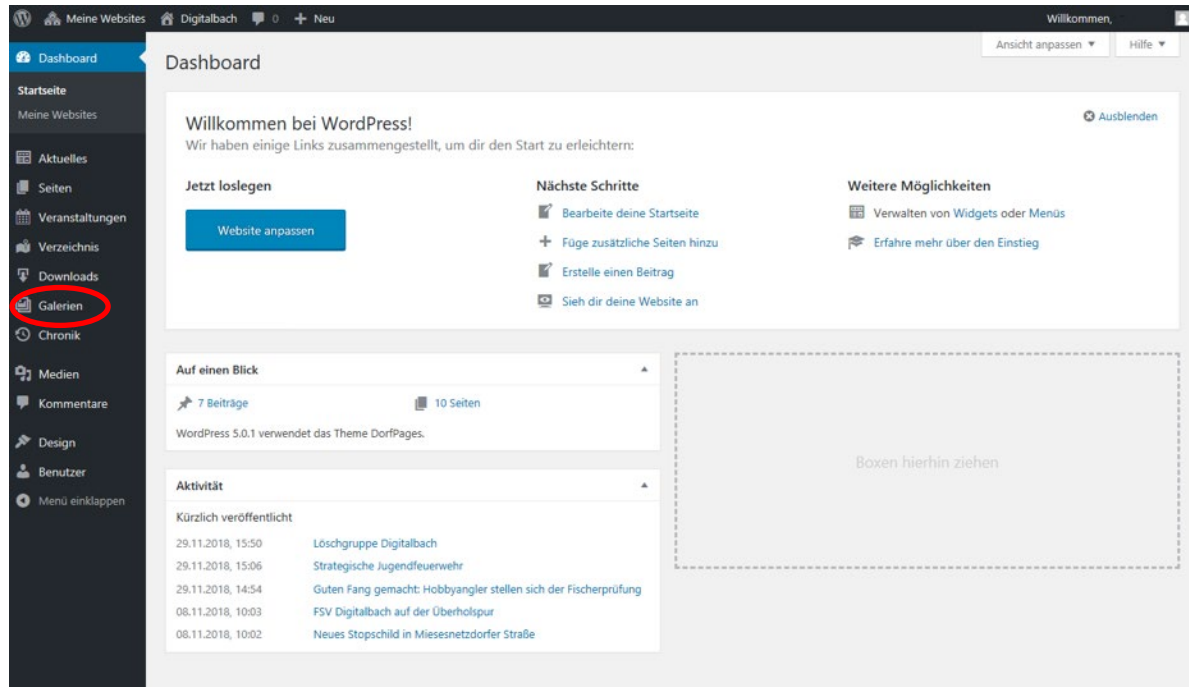 Meine Websites Digitalbach 0 + Neu Willkommen,
Ansicht anpassen ▼ Hilfe ▼
Dashboard
Startseite
Meine Websites
Aktuelles
Seiten
Veranstaltungen
Verzeichnis
Downloads
Galerien
Chronik
Medien
Kommentare
Design
Benutzer
Menü einklappen
Dashboard
Willkommen bei WordPress!
Ausblenden
Wir haben einige Links zusammengestellt, um dir den Start zu erleichtern:
Jetzt loslegen
Website anpassen
Nächste Schritte
Bearbeite deine Startseite
Füge zusätzliche Seiten hinzu
Erstelle einen Beitrag
Sieh dir deine Website an
Weitere Möglichkeiten
Verwalten von Widgets oder Menüs
Erfahre mehr über den Einstieg
Auf einen Blick
7 Beiträge 10 Seiten
WordPress 5.0.1 verwendet das Theme DorfPages.
Aktivität
Kürzlich veröffentlicht
29.11.2018, 15:50 Löschgruppe Digitalbach
29.11.2018, 15:06 Strategische Jugendfeuerwehr
29.11.2018, 14:54 Guten Fang gemacht: Hobbyangler stellen sich der Fischerprüfung
08.11.2018, 10:03 FSV Digitalbach auf der Überholspur
08.11.2018, 10:02 Neues Stopschild in Miesesnetzdorfer Straße
Boxen hierhin ziehen